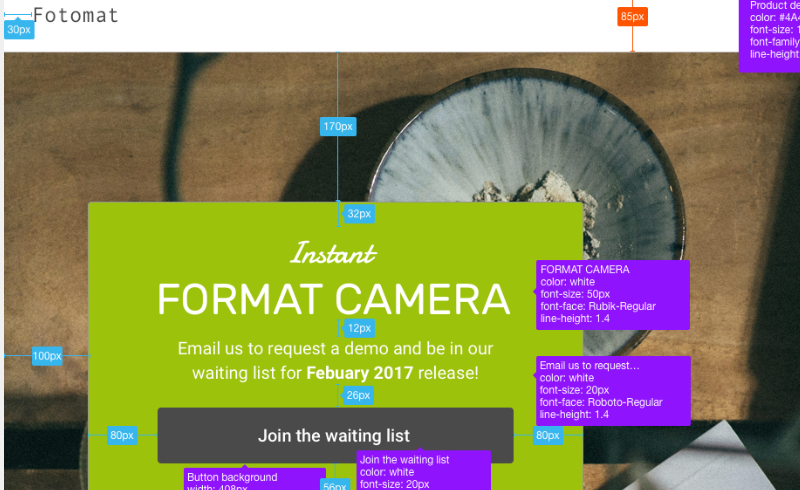 Fotomat
30px
85px
Product de
color: #4A4
font-size: 1
font-family
line-height
170px
32px
Instant
FORMAT CAMERA
12px
FORMAT CAMERA
color: white
font-size: 50px
font-face: Rubik-Regular
line-height: 1.4
Email us to request a demo and be in our
waiting list for Febuary 2017 release!
100px
Email us to request...
color: white
font-size: 20px
font-face: Roboto-Regular
line-height: 1.4
26px
80px
Join the waiting list
80px
Button background
width: 408px
56px
Join the waiting list
color: white
font-size: 20px